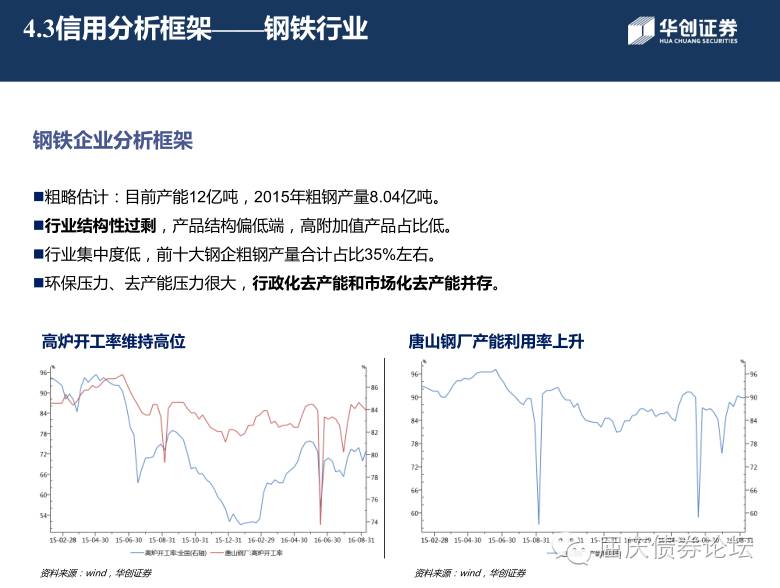 4.3信用分析框架——钢铁行业
华创证券
HUA CHUANG SECURITIES
钢铁企业分析框架
■粗略估计：目前产能12亿吨，2015年粗钢产量8.04亿吨。
■行业结构性过剩，产品结构偏低端，高附加值产品占比低。
■行业集中度低，前十大钢企粗钢产量合计占比35%左右。
■环保压力、去产能压力很大，行政化去产能和市场化去产能并存。
高炉开工率维持高位
% %
96
90
84
78
72
66
60
54
86
84
82
80
78
76
74
15-02-28 15-04-30 15-06-30 15-08-31 15-10-31 15-12-31 16-02-29 16-04-30 16-06-30 16-08-31
高炉开工率:全国(右轴) 唐山钢厂:高炉开工率
资料来源：wind，华创证券
唐山钢厂产能利用率上升
% %
96
90
84
78
72
66
60
96
84
78
72
66
60
15-02-28 15-04-30 15-06-30 15-08-31 15-10-31 15-12-31 16-02-29 16-04-30 16-06-30 16-08-31
屈庆债券论坛
资料来源：wind，华创证券